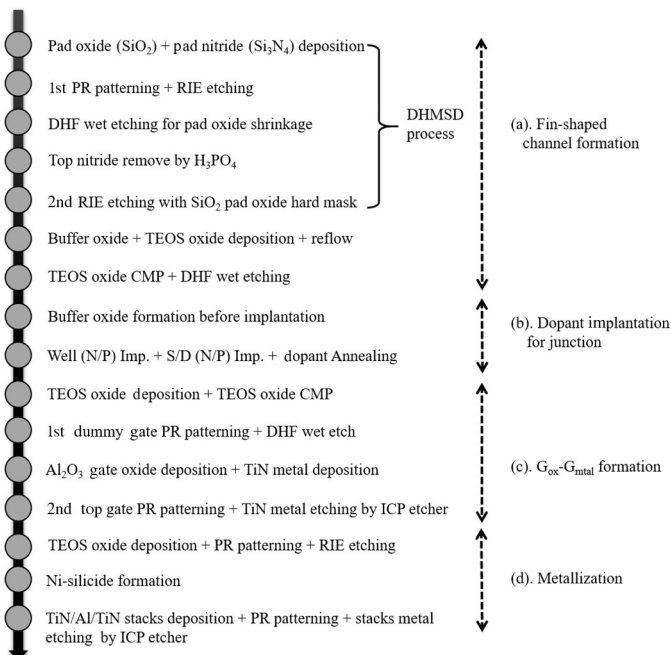 Pad oxide (SiO₂) + pad nitride (Si₃N₄) deposition
1st PR patterning + RIE etching
DHF wet etching for pad oxide shrinkage
Top nitride remove by H₃PO₄
2nd RIE etching with SiO₂ pad oxide hard mask
DHMSD
process
Buffer oxide + TEOS oxide deposition + reflow
TEOS oxide CMP + DHF wet etching
(a). Fin-shaped
channel formation
Buffer oxide formation before implantation
Well (N/P) Imp. + S/D (N/P) Imp. + dopant Annealing
(b). Dopant implantation
for junction
TEOS oxide deposition + TEOS oxide CMP
1st dummy gate PR patterning + DHF wet etch
Al₂O₃ gate oxide deposition + TiN metal deposition
2nd top gate PR patterning + TiN metal etching by ICP etcher
(c). Gₒₓ-Gₘₜₐₗ formation
TEOS oxide deposition + PR patterning + RIE etching
Ni-silicide formation
TiN/Al/TiN stacks deposition + PR patterning + stacks metal
etching by ICP etcher
(d). Metallization